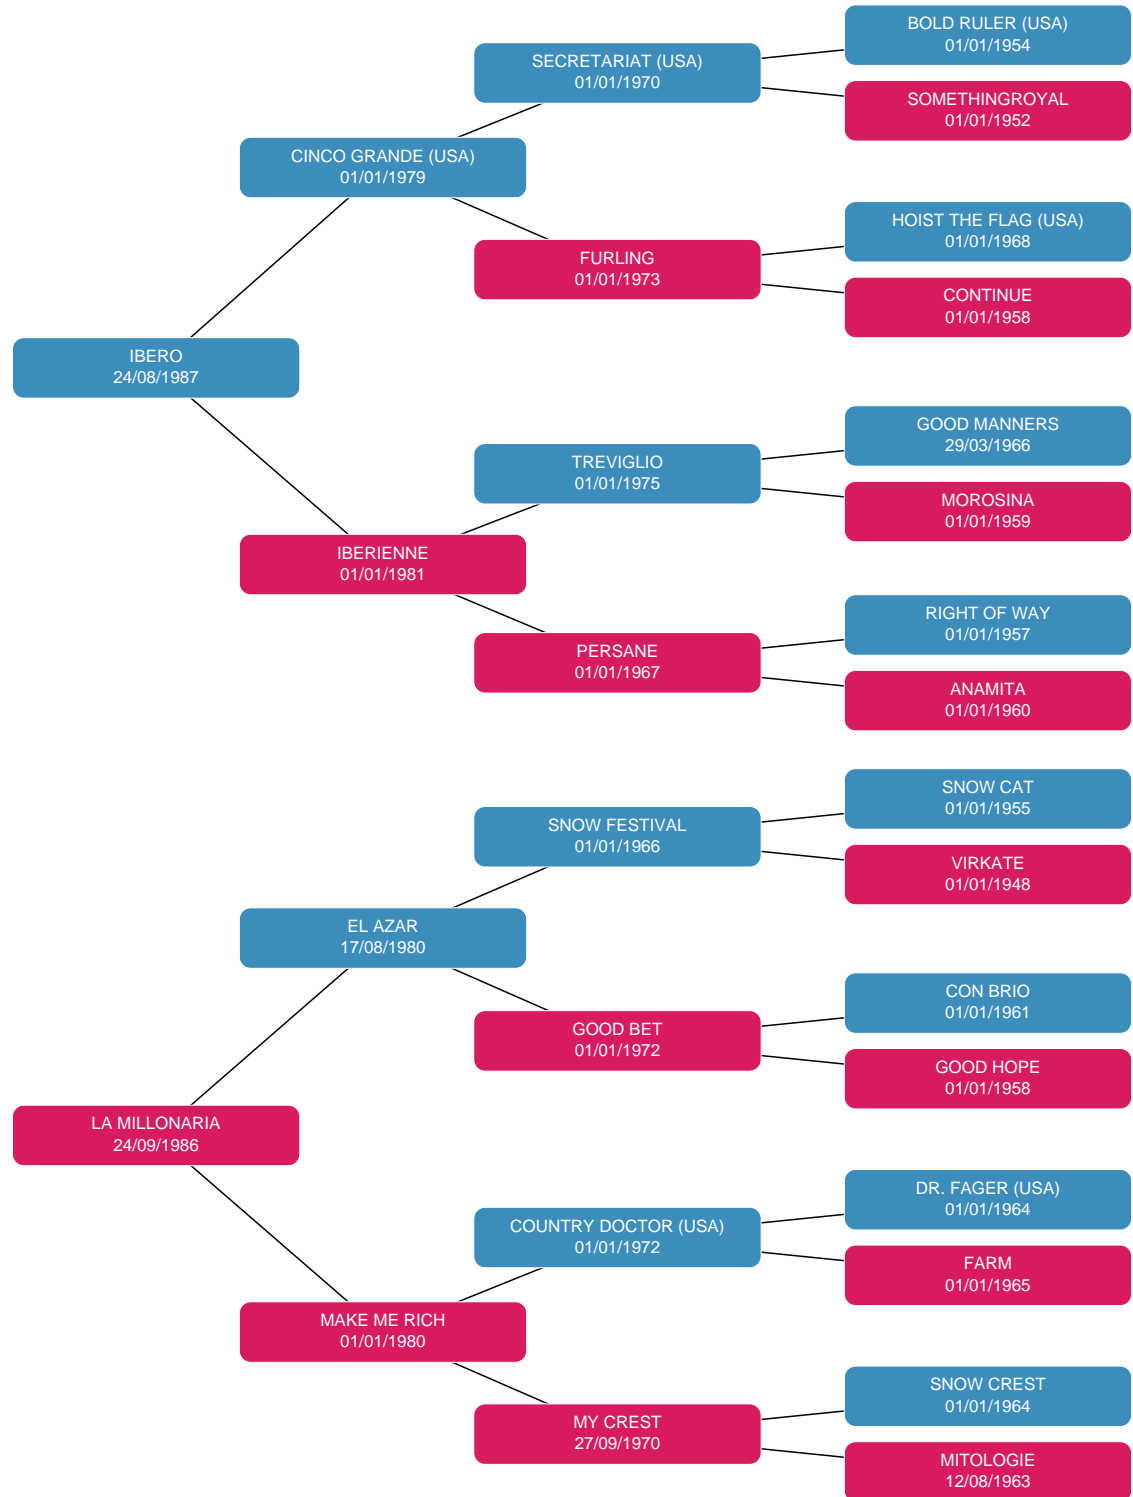 BOLD RULER (USA)
01/01/1954
SECRETARIAT (USA)
01/01/1970
SOMETHINGROYAL
01/01/1952
CINCO GRANDE (USA)
01/01/1979
HOIST THE FLAG (USA)
01/01/1968
FURLING
01/01/1973
CONTINUE
01/01/1958
IBERO
24/08/1987
GOOD MANNERS
29/03/1966
TREVIGLIO
01/01/1975
MOROSINA
01/01/1959
IBERIENNE
01/01/1981
RIGHT OF WAY
01/01/1957
PERSANE
01/01/1967
ANAMITA
01/01/1960
SNOW CAT
01/01/1955
SNOW FESTIVAL
01/01/1966
VIRKATE
01/01/1948
EL AZAR
17/08/1980
CON BRIO
01/01/1961
GOOD BET
01/01/1972
GOOD HOPE
01/01/1958
LA MILLONARIA
24/09/1986
DR. FAGER (USA)
01/01/1964
COUNTRY DOCTOR (USA)
01/01/1972
FARM
01/01/1965
MAKE ME RICH
01/01/1980
SNOW CREST
01/01/1964
MY CREST
27/09/1970
MITOLOGIE
12/08/1963